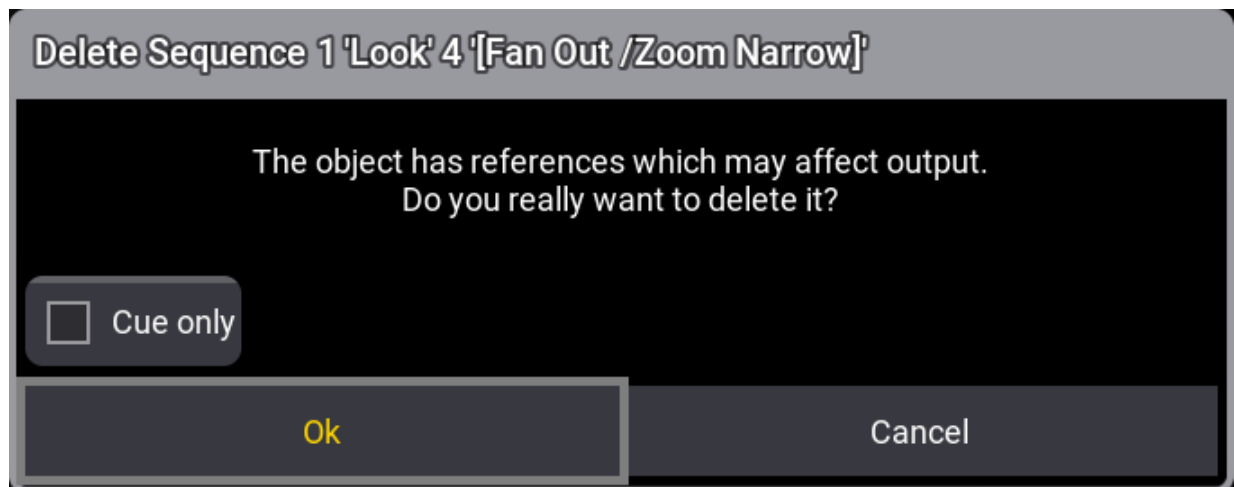 Delete Sequence 1 'Look' 4 '[Fan Out /Zoom Narrow]'
The object has references which may affect output.
Do you really want to delete it?
Cue only
Ok
Cancel